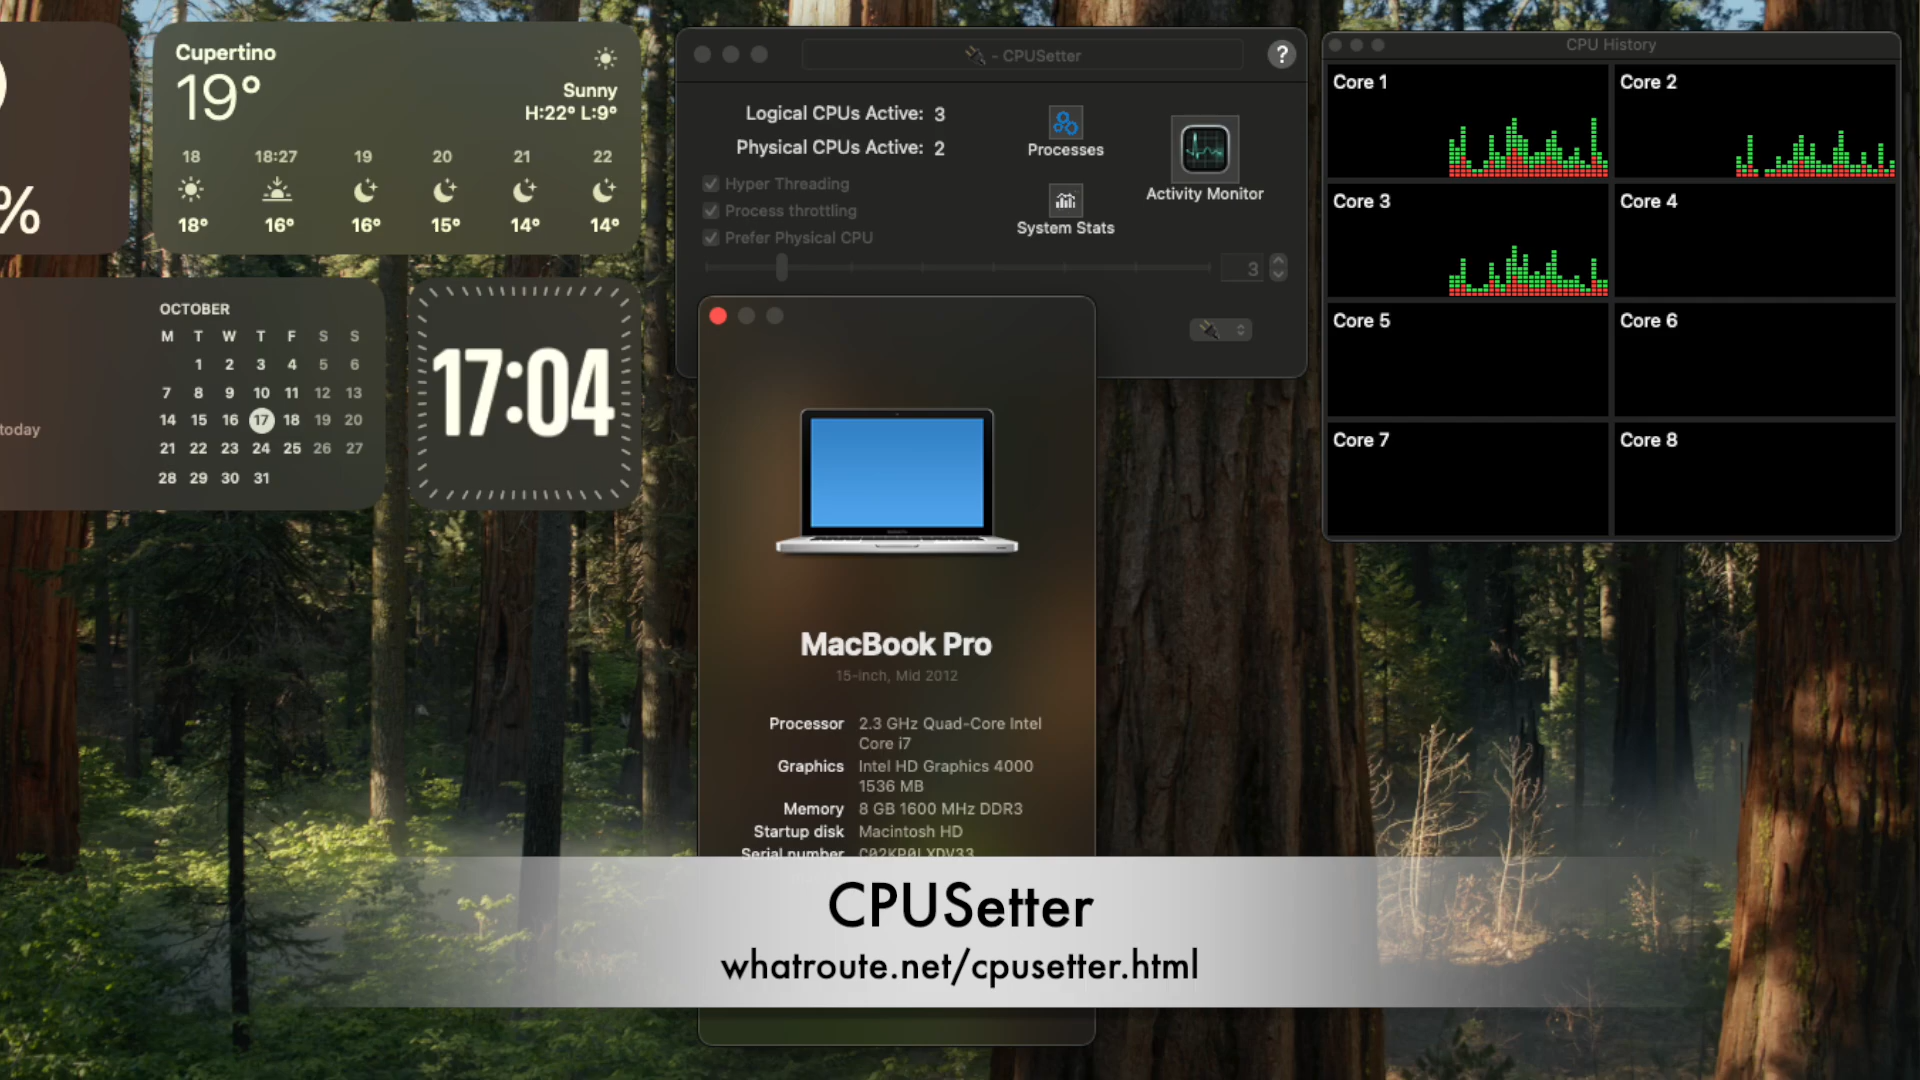 %
today
Cupertino
19°
Sunny
H:22° L:9°
18 18:27 19 20 21 22
18° 16° 16° 15° 14° 14°
OCTOBER
M T W T F S S
1 2 3 4 5 6
7 8 9 10 11 12 13
14 15 16 17 18 19 20
21 22 23 24 25 26 27
28 29 30 31
17:04
- CPUSetter
?
Logical CPUs Active: 3
Physical CPUs Active: 2
Hyper Threading
Process throttling
Prefer Physical CPU
Processes
System Stats
Activity Monitor
3
MacBook Pro
15-inch, Mid 2012
Processor 2.3 GHz Quad-Core Intel
Core i7
Graphics Intel HD Graphics 4000
1536 MB
Memory 8 GB 1600 MHz DDR3
Startup disk Macintosh HD
Serial number
CPU History
Core 1
Core 2
Core 3
Core 4
Core 5
Core 6
Core 7
Core 8
CPUSetter
whatroute.net/cpusetter.html